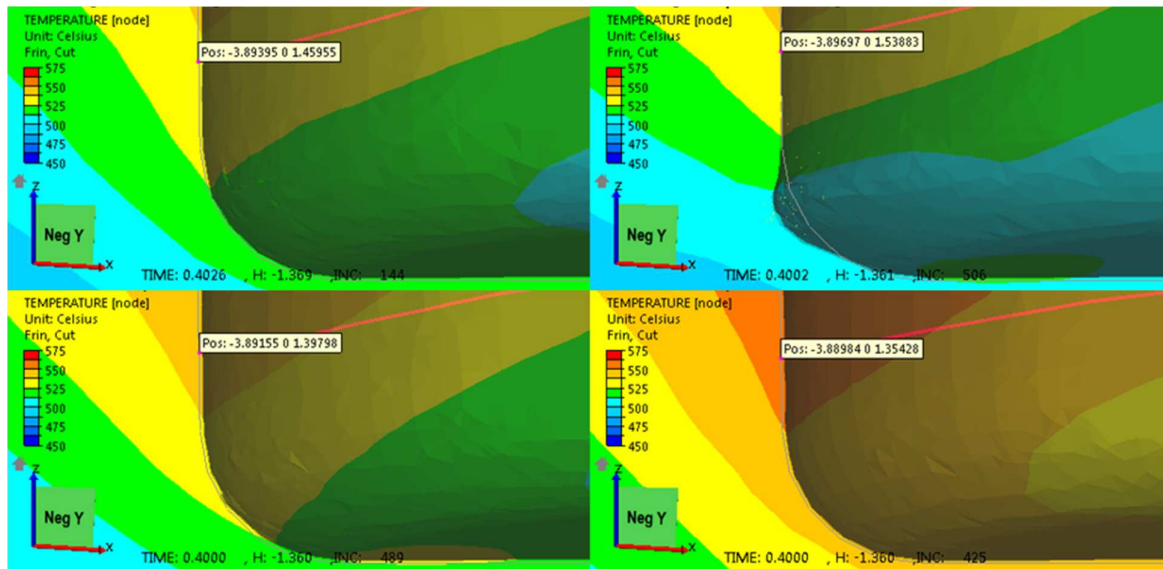 TEMPERATURE [node]
Unit: Celsius
Frin, Cut
575
550
525
500
475
450
Pos: -3.89395 0 1.45955
Z
Neg Y
X
TIME: 0.4026 , H: -1.369 ,INC: 144
TEMPERATURE [node]
Unit: Celsius
Frin, Cut
575
550
525
500
475
450
Pos: -3.89697 0 1.53883
Z
Neg Y
X
TIME: 0.4002 , H: -1.361 ,INC: 506
TEMPERATURE [node]
Unit: Celsius
Frin, Cut
575
550
525
500
475
450
Pos: -3.89155 0 1.39798
Z
Neg Y
X
TIME: 0.4000 , H: -1.360 ,INC: 489
TEMPERATURE [node]
Unit: Celsius
Frin, Cut
575
550
525
500
475
450
Pos: -3.88984 0 1.35428
Z
Neg Y
X
TIME: 0.4000 , H: -1.360 ,INC: 425